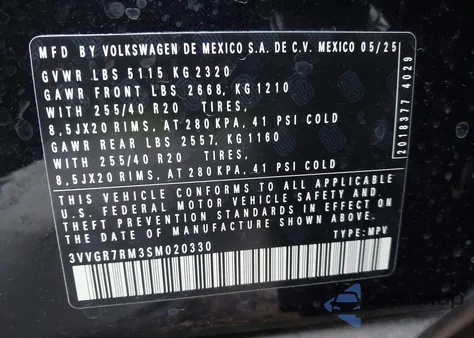 MFD BY VOLKSWAGEN DE MEXICO S.A. DE C.V. MEXICO 05/25
GVWR LBS 5115 KG 2320
GAWR FRONT LBS 2668, KG 1210
WITH 255/40 R20 TIRES,
8,5JX20 RIMS, AT 280 KPA, 41 PSI COLD
GAWR REAR LBS 2557, KG 1160
WITH 255/40 R20 TIRES,
8,5JX20 RIMS, AT 280 KPA, 41 PSI COLD
THIS VEHICLE CONFORMS TO ALL APPLICABLE
U.S. FEDERAL MOTOR VEHICLE SAFETY AND.
THEFT PREVENTION STANDARDS IN EFFECT ON
THE DATE OF MANUFACTURE SHOWN ABOVE.
3VVGR7RM3SM020330 TYPE: MPV
2018377 4029